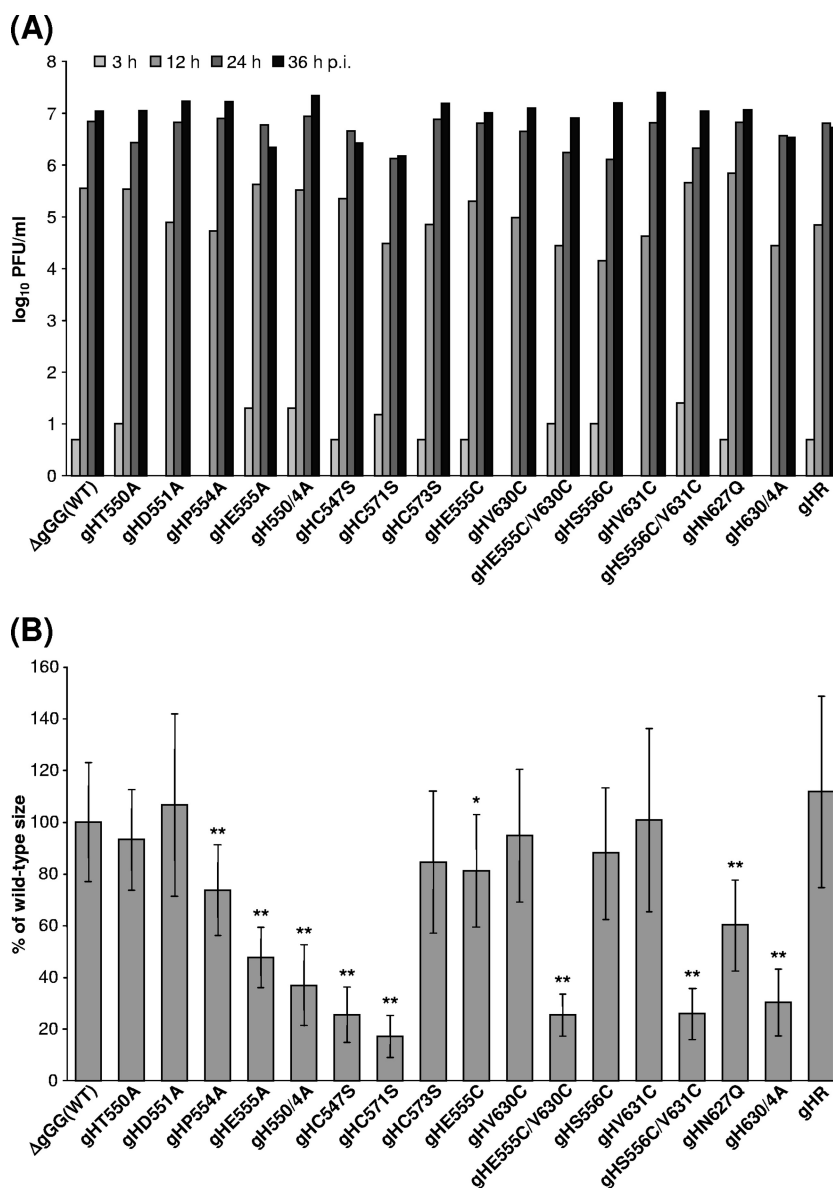 (A)
3 h 12 h 24 h 36 h p.i.
8
7
6
5
4
3
2
1
0
log10 PFU/ml
ΔgGG(WT)
gHT550A
gHD551A
gHP554A
gHE555A
gH550/4A
gHC547S
gHC571S
gHC573S
gHE555C
gHV630C
gHE555C/V630C
gHS556C
gHV631C
gHS556C/V631C
gHN627Q
gH630/4A
gHR
(B)
160
140
120
100
80
60
40
20
0
% of wild-type size
**
**
**
**
**
*
**
**
**
**
ΔgGG(WT)
gHT550A
gHD551A
gHP554A
gHE555A
gH550/4A
gHC547S
gHC571S
gHC573S
gHE555C
gHV630C
gHE555C/V630C
gHS556C
gHV631C
gHS556C/V631C
gHN627Q
gH630/4A
gHR